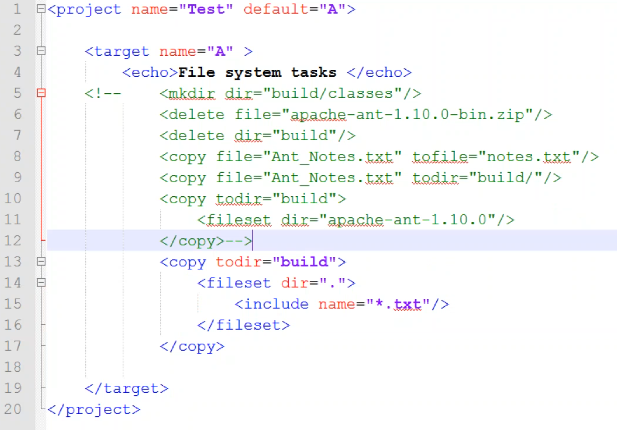 1 <project name="Test" default="A">
2
3 <target name="A" >
4 <echo>File system tasks </echo>
5 <!-- <mkdir dir="build/classes"/>
6 <delete file="apache-ant-1.10.0-bin.zip"/>
7 <delete dir="build"/>
8 <copy file="Ant_Notes.txt" tofile="notes.txt"/>
9 <copy file="Ant_Notes.txt" todir="build/"/>
10 <copy todir="build">
11 <fileset dir="apache-ant-1.10.0"/>
12 </copy>-->
13 <copy todir="build">
14 <fileset dir=".">
15 <include name="*.txt"/>
16 </fileset>
17 </copy>
18
19 </target>
20 </project>